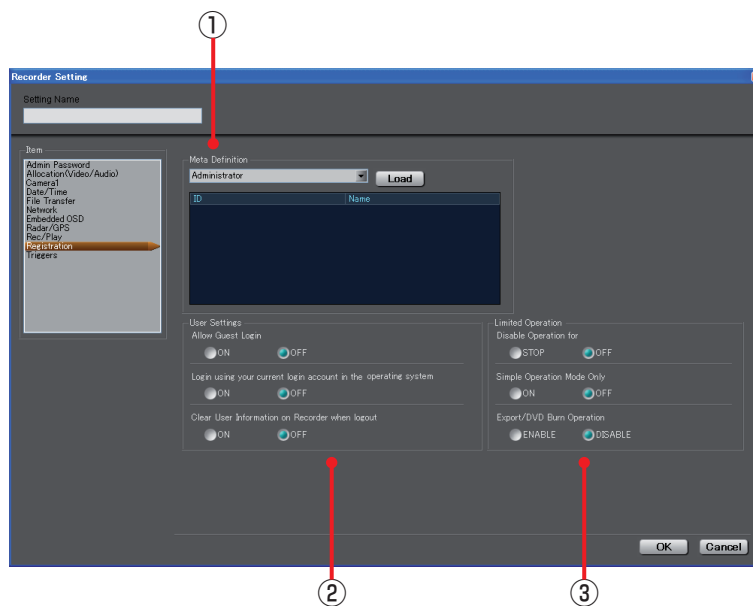 ①
Recorder Setting
Setting Name
Item
Admin Password
Allocation(Video/Audio)
Camera1
Date/Time
File Transfer
Network
Embedded OSD
Radar/GPS
Rec/Play
Registration
Triggers
Meta Definition
Administrator
Load
ID Name
User Settings
Allow Guest Login
ON OFF
Login using your current login account in the operating system
ON OFF
Clear User Information on Recorder when logout
ON OFF
Limited Operation
Disable Operation for
STOP OFF
Simple Operation Mode Only
ON OFF
Export/DVD Burn Operation
ENABLE DISABLE
OK Cancel
② ③